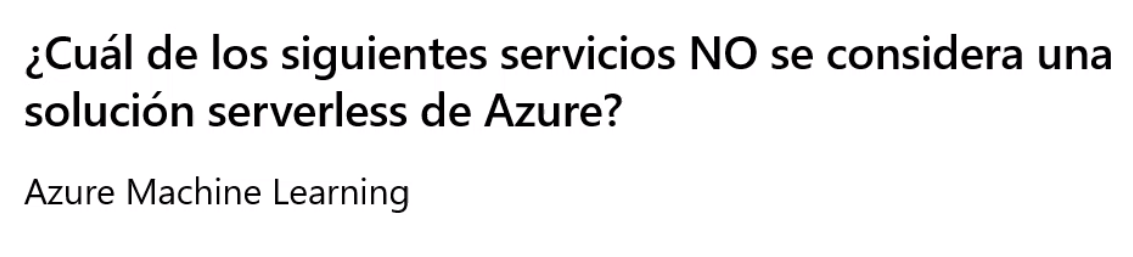 ¿Cuál de los siguientes servicios NO se considera una
solución serverless de Azure?
Azure Machine Learning